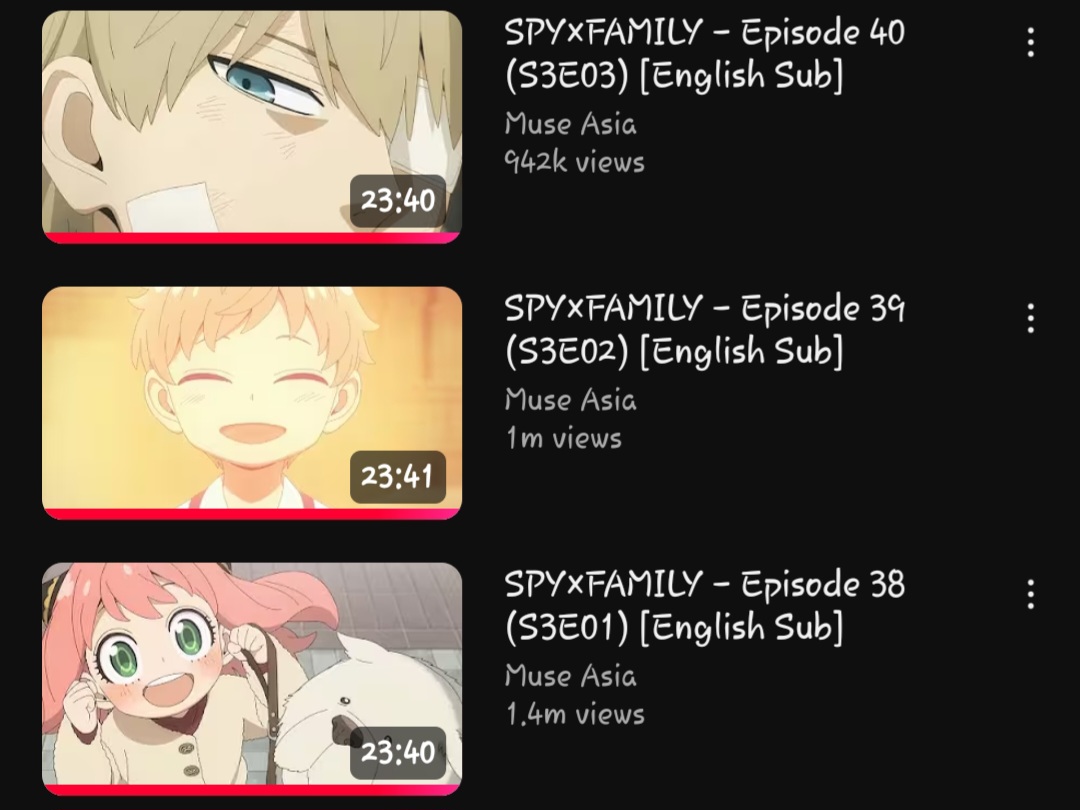 SPY×FAMILY – Episode 40
(S3E03) [English Sub]
Muse Asia
942k views
23:40
SPY×FAMILY – Episode 39
(S3E02) [English Sub]
Muse Asia
1m views
23:41
SPY×FAMILY – Episode 38
(S3E01) [English Sub]
Muse Asia
1.4m views
23:40